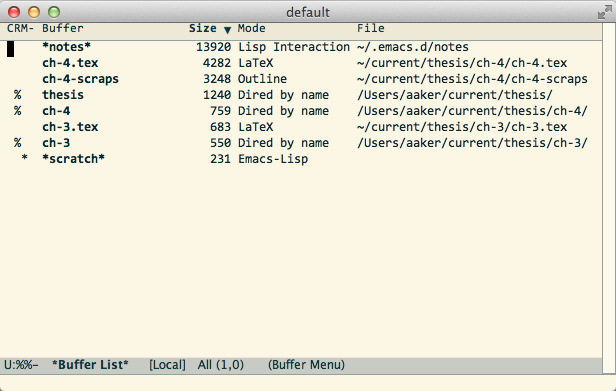 default
CRM- Buffer Size ▼ Mode File
*notes* 13920 Lisp Interaction ~/.emacs.d/notes
ch-4.tex 4282 LaTeX ~/current/thesis/ch-4/ch-4.tex
ch-4-scraps 3248 Outline ~/current/thesis/ch-4/ch-4-scraps
% thesis 1240 Dired by name /Users/aaker/current/thesis/
% ch-4 759 Dired by name /Users/aaker/current/thesis/ch-4/
ch-3.tex 683 LaTeX ~/current/thesis/ch-3/ch-3.tex
% ch-3 550 Dired by name /Users/aaker/current/thesis/ch-3/
* *scratch* 231 Emacs-Lisp
U:%%- *Buffer List* [Local] All (1,0) (Buffer Menu)